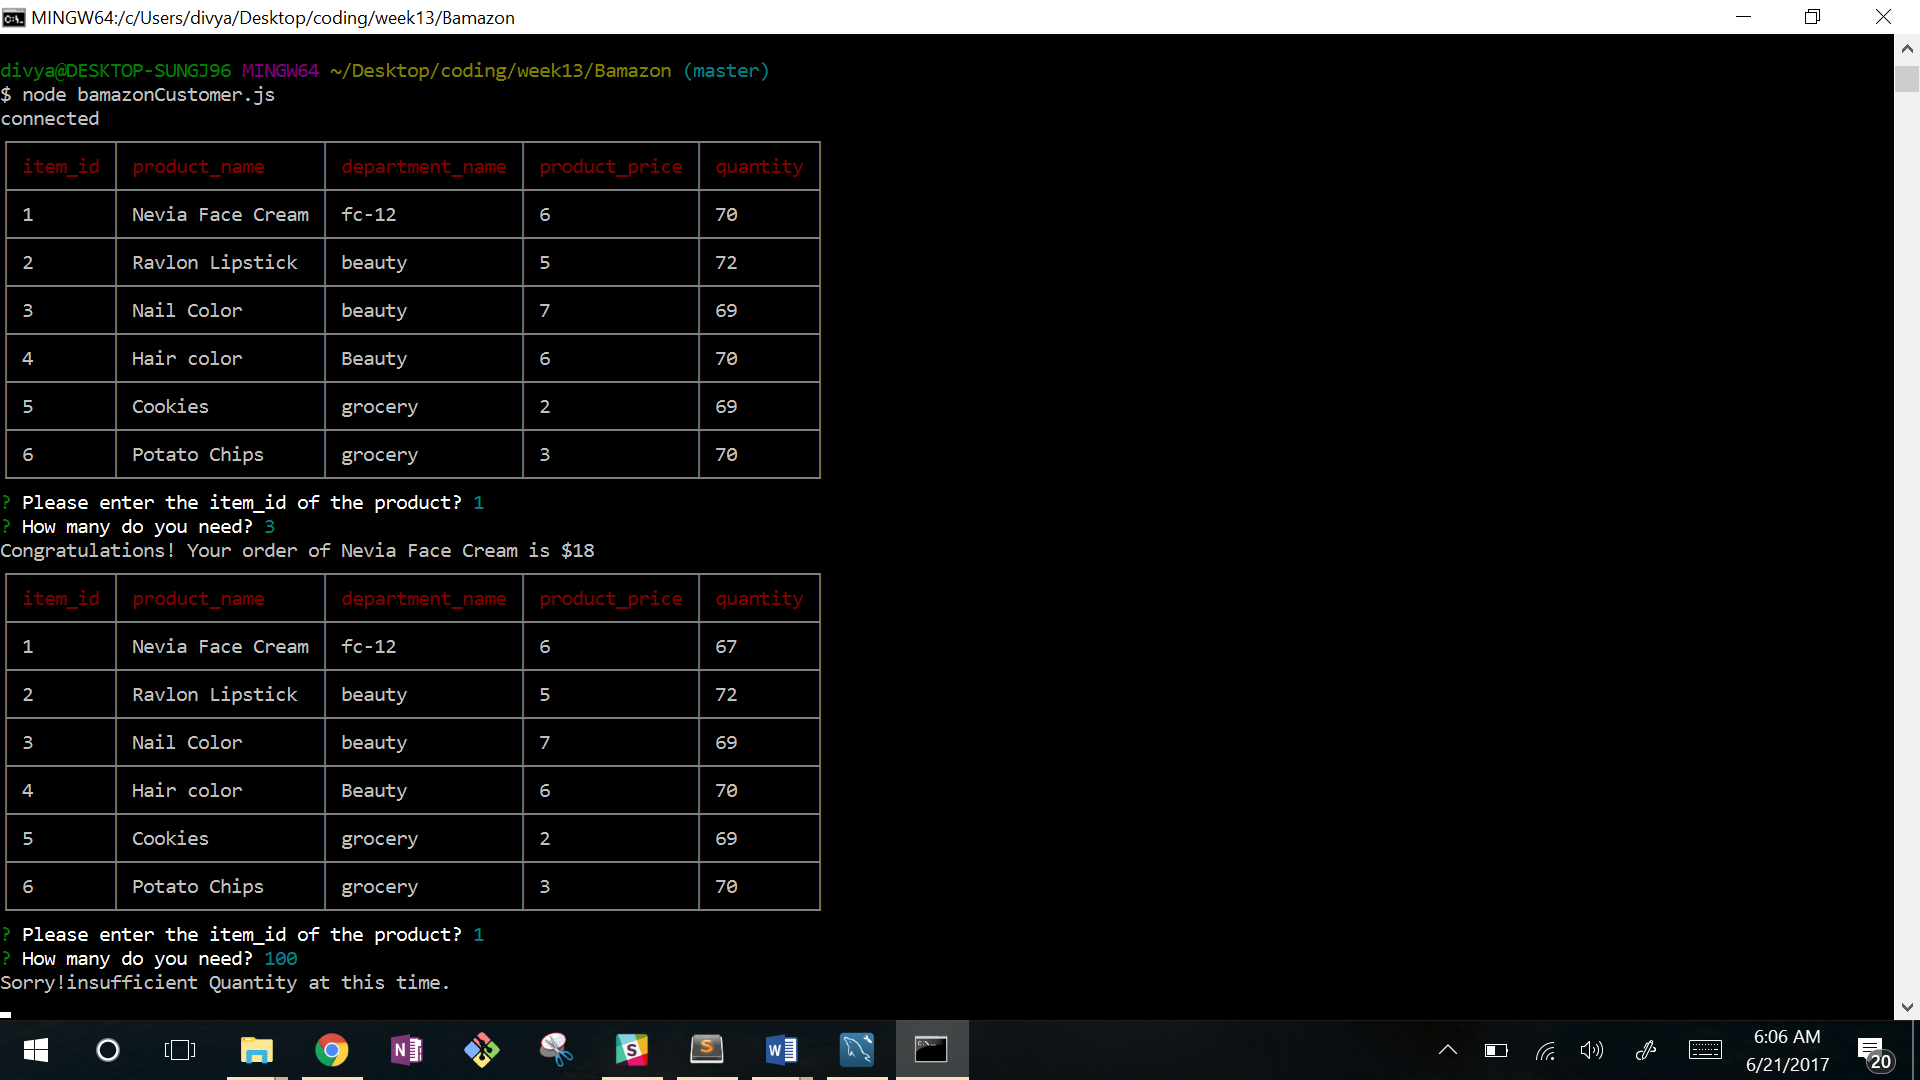 MINGW64:/c/Users/divya/Desktop/coding/week13/Bamazon
divya@DESKTOP-SUNGJ96 MINGW64 ~/Desktop/coding/week13/Bamazon (master)
$ node bamazonCustomer.js
connected
item_id product_name department_name product_price quantity
1 Nevia Face Cream fc-12 6 70
2 Ravlon Lipstick beauty 5 72
3 Nail Color beauty 7 69
4 Hair color Beauty 6 70
5 Cookies grocery 2 69
6 Potato Chips grocery 3 70
? Please enter the item_id of the product? 1
? How many do you need? 3
Congratulations! Your order of Nevia Face Cream is $18
item_id product_name department_name product_price quantity
1 Nevia Face Cream fc-12 6 67
2 Ravlon Lipstick beauty 5 72
3 Nail Color beauty 7 69
4 Hair color Beauty 6 70
5 Cookies grocery 2 69
6 Potato Chips grocery 3 70
? Please enter the item_id of the product? 1
? How many do you need? 100
Sorry!insufficient Quantity at this time.
6:06 AM
6/21/2017
20